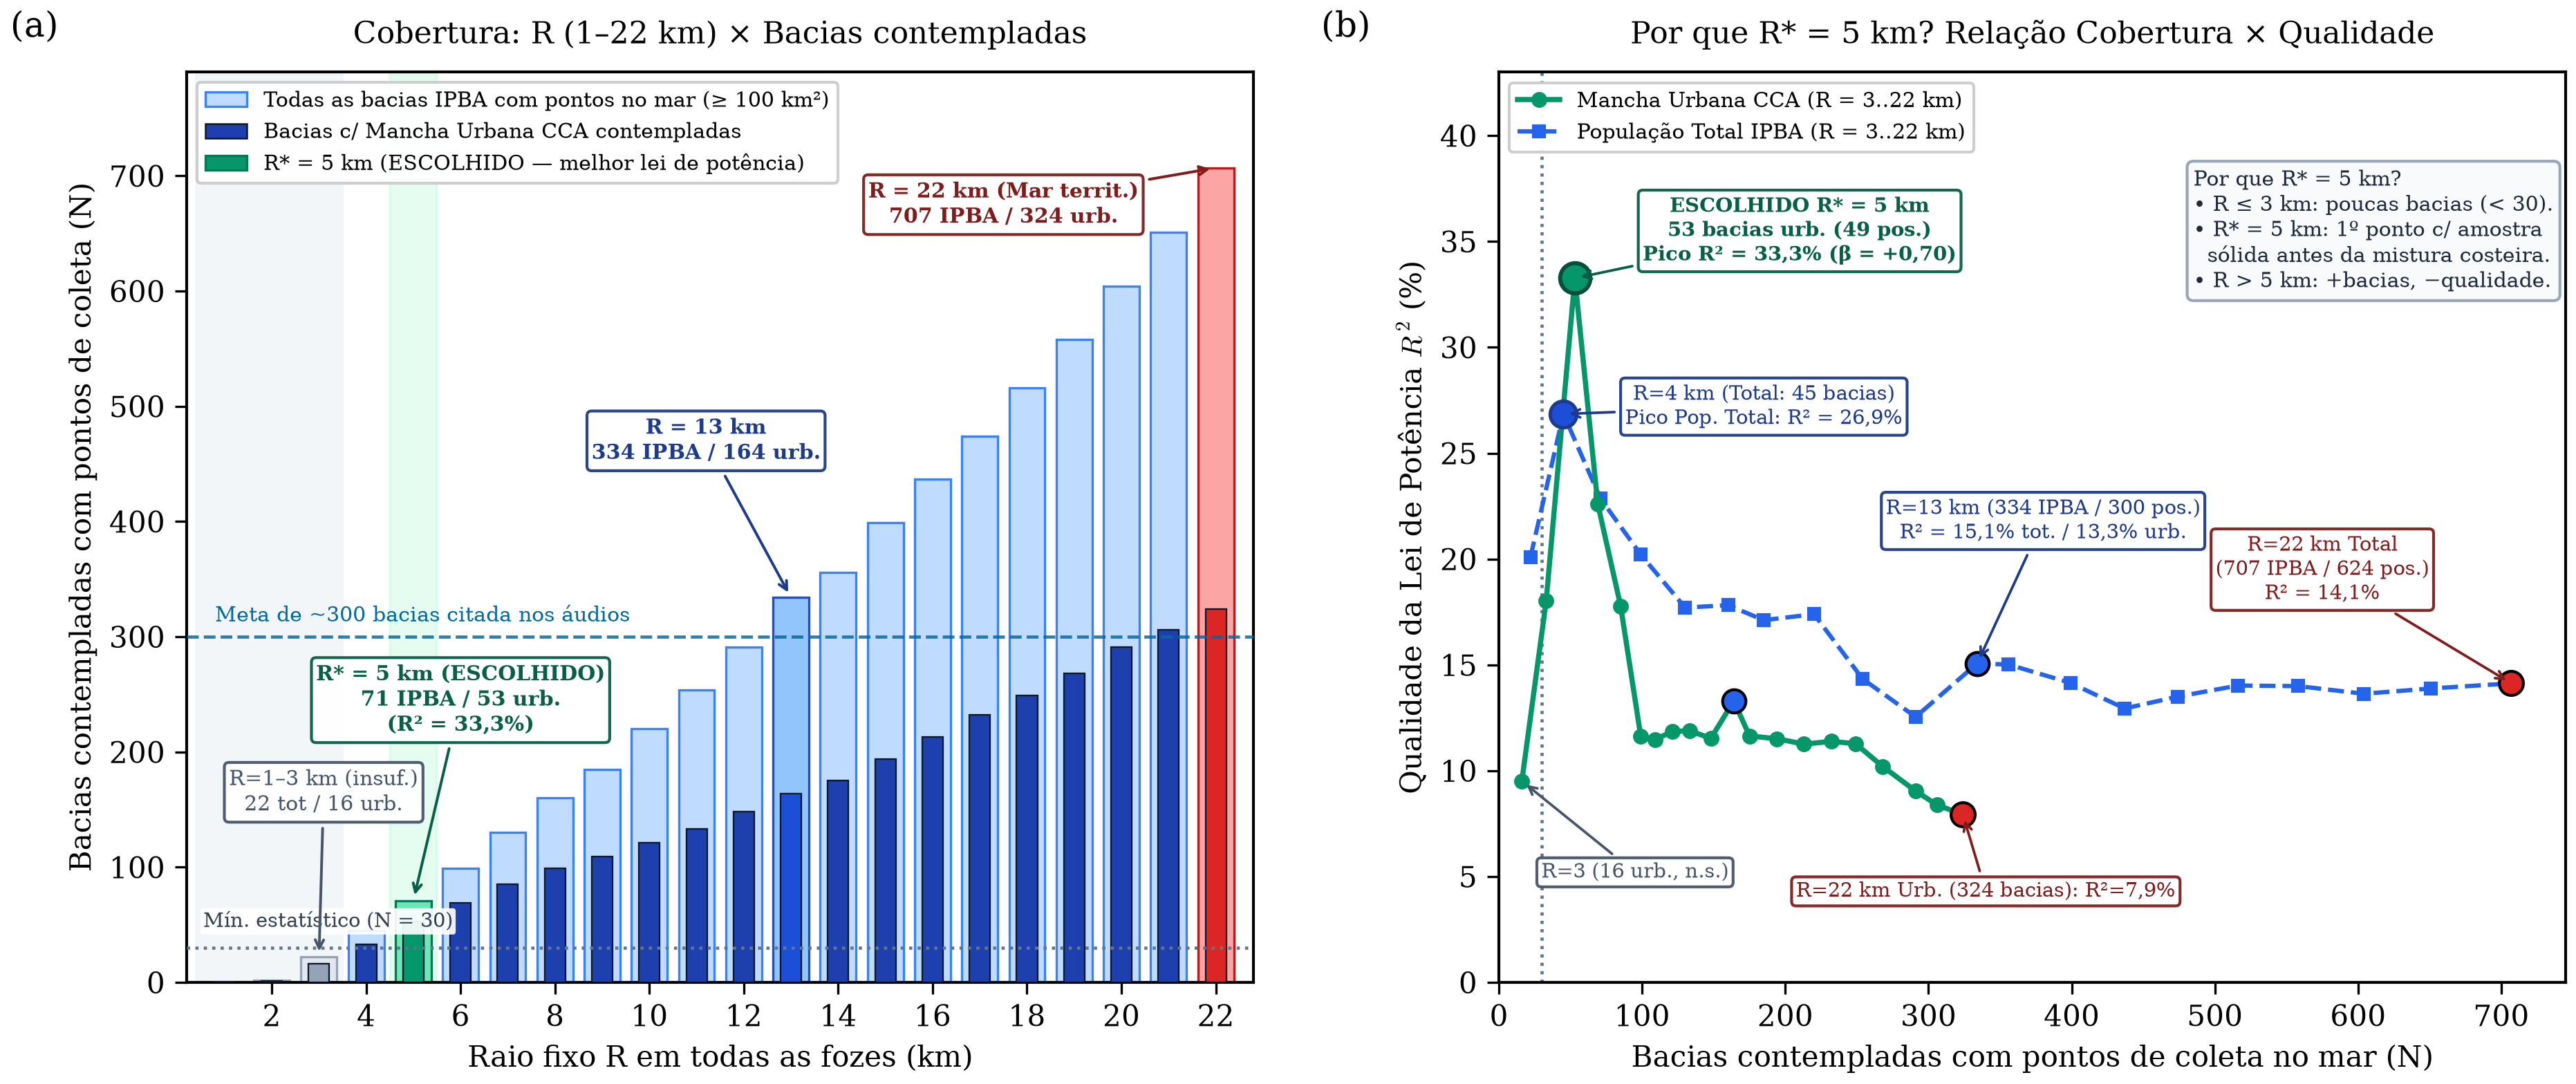 (a)
Cobertura: R (1–22 km) × Bacias contempladas
Todas as bacias IPBA com pontos no mar (≥ 100 km²)
Bacias c/ Mancha Urbana CCA contempladas
R* = 5 km (ESCOLHIDO — melhor lei de potência)
R = 22 km (Mar territ.)
707 IPBA / 324 urb.
R = 13 km
334 IPBA / 164 urb.
Meta de ~300 bacias citada nos áudios
R* = 5 km (ESCOLHIDO)
71 IPBA / 53 urb.
(R² = 33,3%)
R=1–3 km (insuf.)
22 tot / 16 urb.
Mín. estatístico (N = 30)
Bacias contempladas com pontos de coleta (N)
700
600
500
400
300
200
100
0
2 4 6 8 10 12 14 16 18 20 22
Raio fixo R em todas as fozes (km)
(b)
Por que R* = 5 km? Relação Cobertura × Qualidade
Mancha Urbana CCA (R = 3..22 km)
População Total IPBA (R = 3..22 km)
Por que R* = 5 km?
• R ≤ 3 km: poucas bacias (< 30).
• R* = 5 km: 1º ponto c/ amostra
sólida antes da mistura costeira.
• R > 5 km: +bacias, −qualidade.
ESCOLHIDO R* = 5 km
53 bacias urb. (49 pos.)
Pico R² = 33,3% (β = +0,70)
R=4 km (Total: 45 bacias)
Pico Pop. Total: R² = 26,9%
R=13 km (334 IPBA / 300 pos.)
R² = 15,1% tot. / 13,3% urb.
R=22 km Total
(707 IPBA / 624 pos.)
R² = 14,1%
R=3 (16 urb., n.s.)
R=22 km Urb. (324 bacias): R²=7,9%
Qualidade da Lei de Potência R² (%)
40
35
30
25
20
15
10
5
0
0 100 200 300 400 500 600 700
Bacias contempladas com pontos de coleta no mar (N)